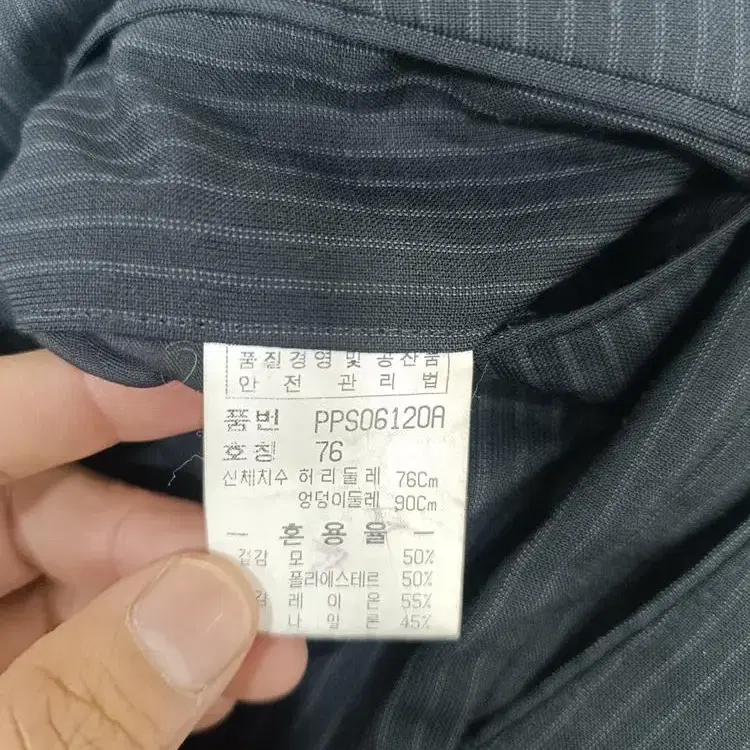 품질경영 및 공산품
안전관리법
품번 PPS06120A
호칭 76
신체치수 허리둘레 76Cm
엉덩이둘레 90Cm
— 혼용율 —
겉감 모 50%
폴리에스테르 50%
감 레이온 55%
나일론 45%